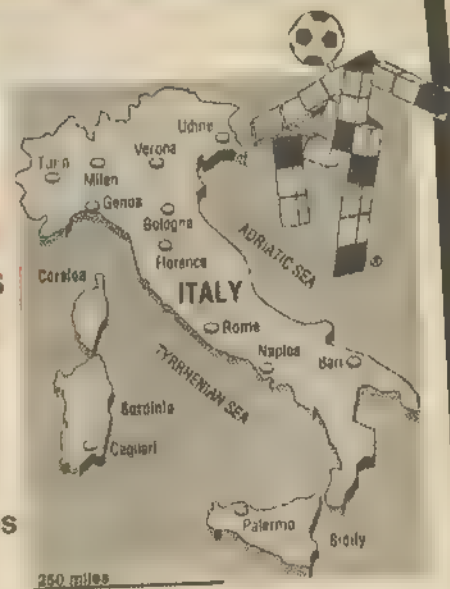 Udine
Turin
Verona
Milan
Genoa
Bologna
ADRIATIC SEA
®
Florence
S
Corsica
ITALY
Rome
Naples
Bari
TYRRHENIAN SEA
Sardinia
Cagliari
S
Palermo
Sicily
250 miles